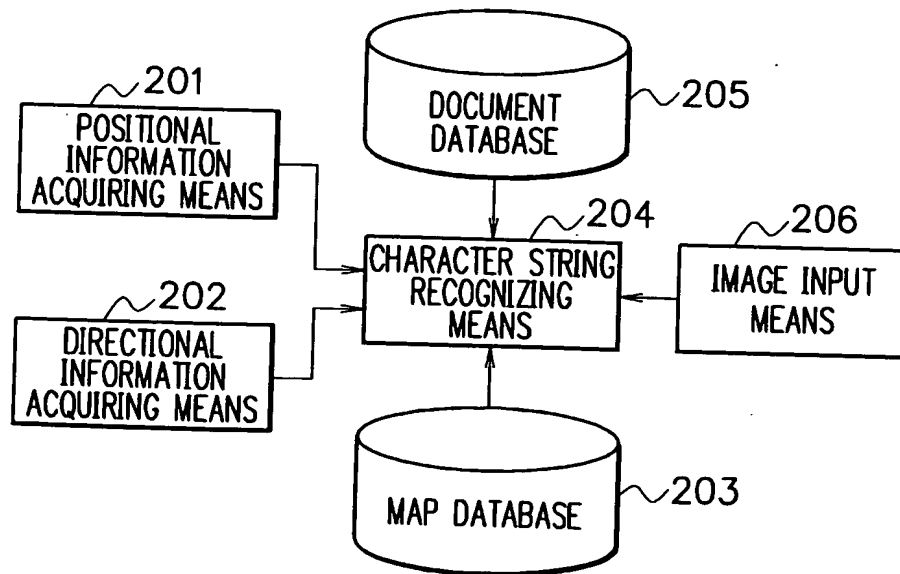 201
POSITIONAL
INFORMATION
ACQUIRING MEANS
DOCUMENT
DATABASE
205
204
CHARACTER STRING
RECOGNIZING
MEANS
206
IMAGE INPUT
MEANS
202
DIRECTIONAL
INFORMATION
ACQUIRING MEANS
MAP DATABASE
203